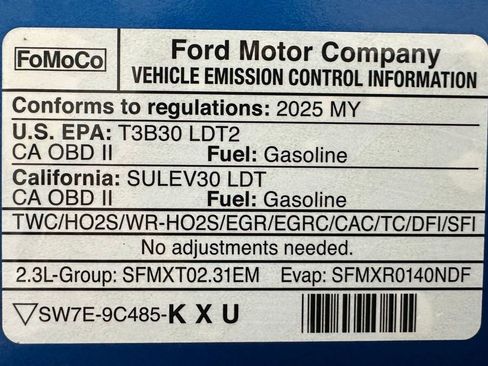 FoMoCo
Ford Motor Company
VEHICLE EMISSION CONTROL INFORMATION
Conforms to regulations: 2025 MY
U.S. EPA: T3B30 LDT2
CA OBD II Fuel: Gasoline
California: SULEV30 LDT
CA OBD II Fuel: Gasoline
TWC/HO2S/WR-HO2S/EGR/EGRC/CAC/TC/DFI/SFI
No adjustments needed.
2.3L-Group: SFMXT02.31EM Evap: SFMXR0140NDF
▽SW7E-9C485-K X U